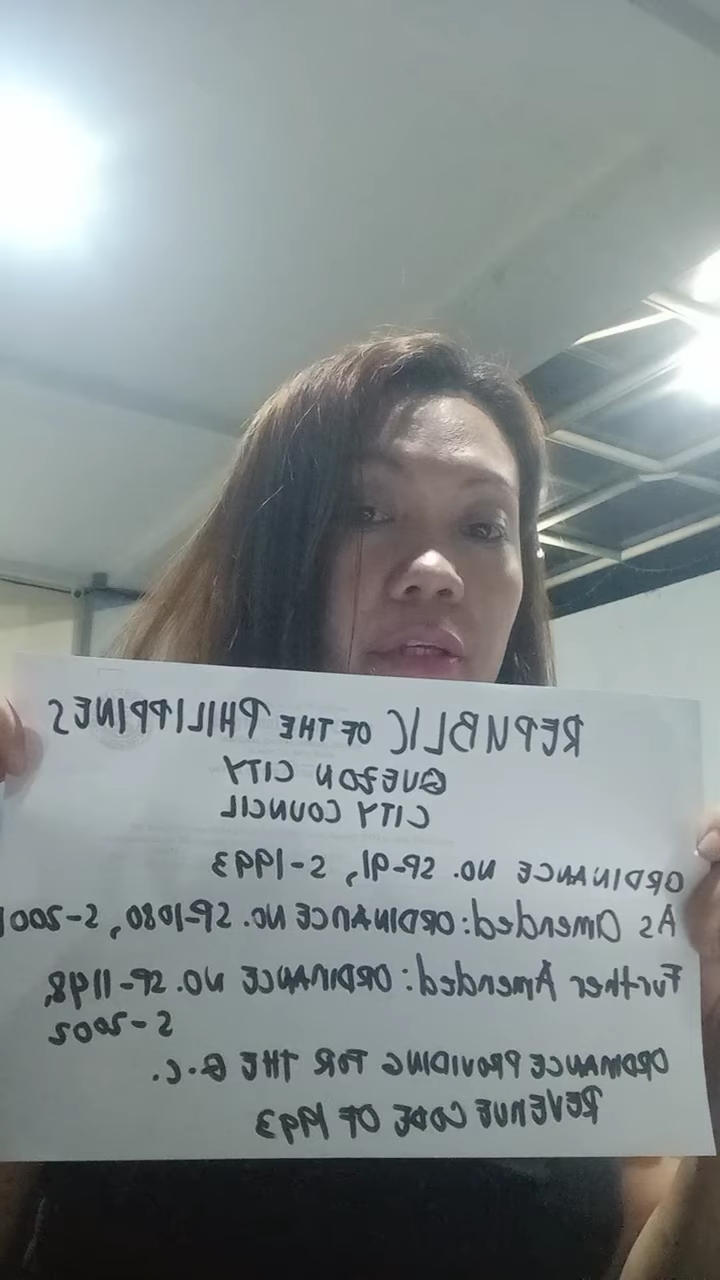 REPUBLIC OF THE PHILIPPINES
QUEZON CITY
CITY COUNCIL
ORDINANCE NO. SP-91, S-1993
As Amended: ORDINANCE NO. SP-1080, S-2001
Further Amended: ORDINANCE NO. SP-1198,
S-2002
ORDINANCE PROVIDING FOR THE Q.C.
REVENUE CODE OF 1993